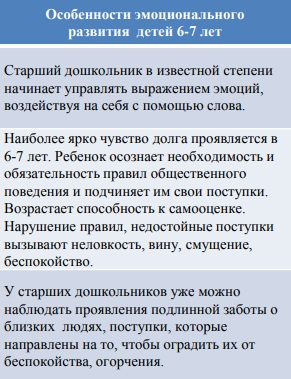 Особенности эмоционального
развития детей 6-7 лет
Старший дошкольник в известной степени
начинает управлять выражением эмоций,
воздействуя на себя с помощью слова.
Наиболее ярко чувство долга проявляется в
6-7 лет. Ребенок осознает необходимость и
обязательность правил общественного
поведения и подчиняет им свои поступки.
Возрастает способность к самооценке.
Нарушение правил, недостойные поступки
вызывают неловкость, вину, смущение,
беспокойство.
У старших дошкольников уже можно
наблюдать проявления подлинной заботы о
близких людях, поступки, которые
направлены на то, чтобы оградить их от
беспокойства, огорчения.